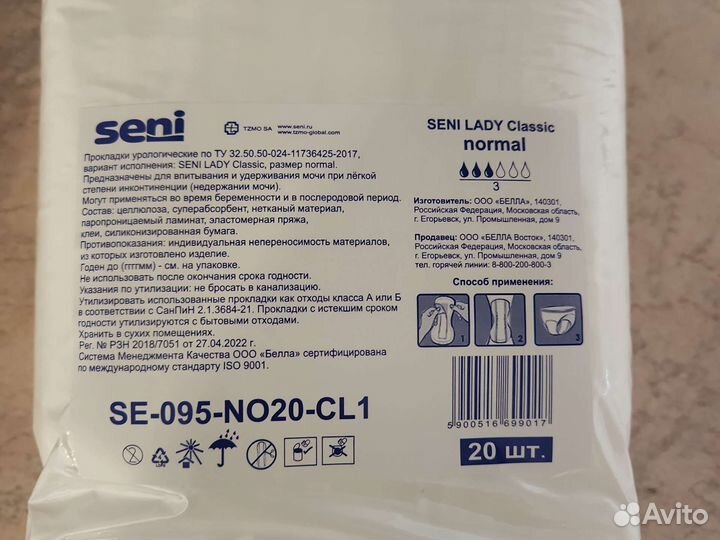 seni
TZMO SA
www.seni.ru
www.tzmo-global.com
Прокладки урологические по ТУ 32.50.50-024-11736425-2017,
вариант исполнения: SENI LADY Classic, размер normal.
Предназначены для впитывания и удерживания мочи при лёгкой
степени инконтиненции (недержании мочи).
Могут применяться во время беременности и в послеродовой период.
Состав: целлюлоза, суперабсорбент, нетканый материал,
паропроницаемый ламинат, эластомерная пряжа,
клеи, силиконизированная бумага.
Противопоказания: индивидуальная непереносимость материалов,
из которых изготовлено изделие.
Годен до (ггггмм) - см. на упаковке.
Не использовать после окончания срока годности.
Указания по утилизации: не бросать в канализацию.
Утилизировать использованные прокладки как отходы класса А или Б
в соответствии с СанПиН 2.1.3684-21. Прокладки с истекшим сроком
годности утилизируются с бытовыми отходами.
Хранить в сухих помещениях.
Рег. № РЗН 2018/7051 от 27.04.2022 г.
Система Менеджмента Качества ООО «Белла» сертифицирована
по международному стандарту ISO 9001.
SENI LADY Classic
normal
3
Изготовитель: ООО «БЕЛЛА», 140301,
Российская Федерация, Московская область,
г. Егорьевск, ул. Промышленная, дом 9
Продавец: ООО «БЕЛЛА Восток», 140301,
Российская Федерация, Московская область,
г. Егорьевск, ул. Промышленная, дом 9
тел. горячей линии: 8-800-200-800-3
Способ применения:
1 2 3
5900516699017
20 шт.
SE-095-NO20-CL1
Avito